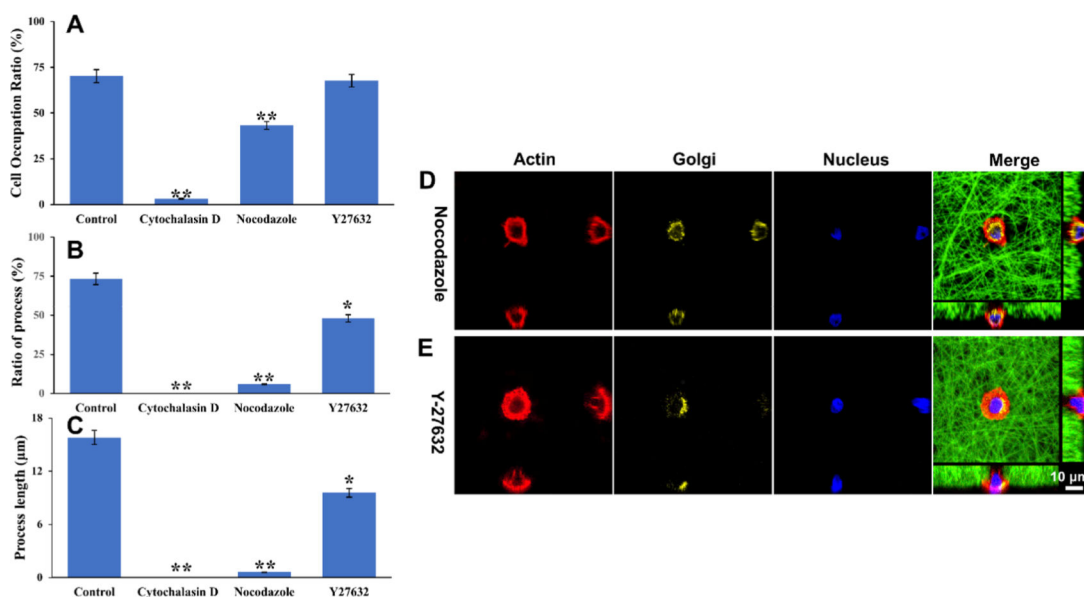 A
Cell Occupation Ratio (%)
100
75
50
25
0
**
**
Control Cytochalasin D Nocodazole Y27632
B
Ratio of process (%)
100
75
50
25
0
**
**
*
Control Cytochalasin D Nocodazole Y27632
C
Process length (µm)
18
12
6
0
**
**
*
Control Cytochalasin D Nocodazole Y27632
Actin Golgi Nucleus Merge
D
Nocodazole
E
Y-27632
10 µm